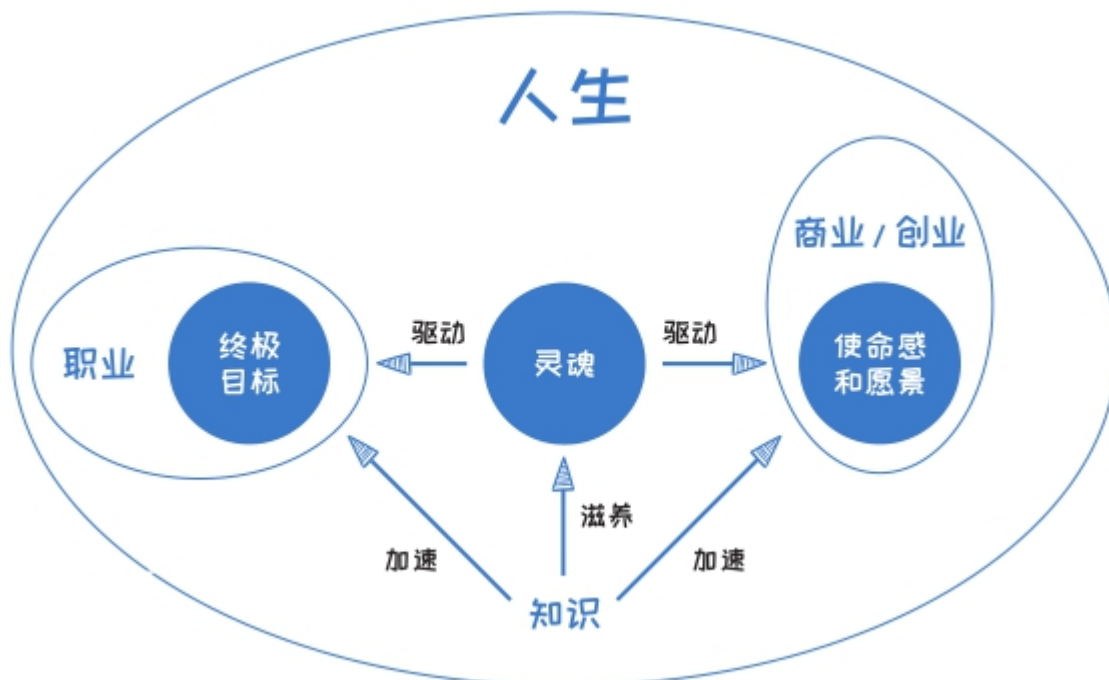 人生
商业 / 创业
职业
终极
目标
驱动
灵魂
驱动
使命感
和愿景
加速
滋养
加速
知识